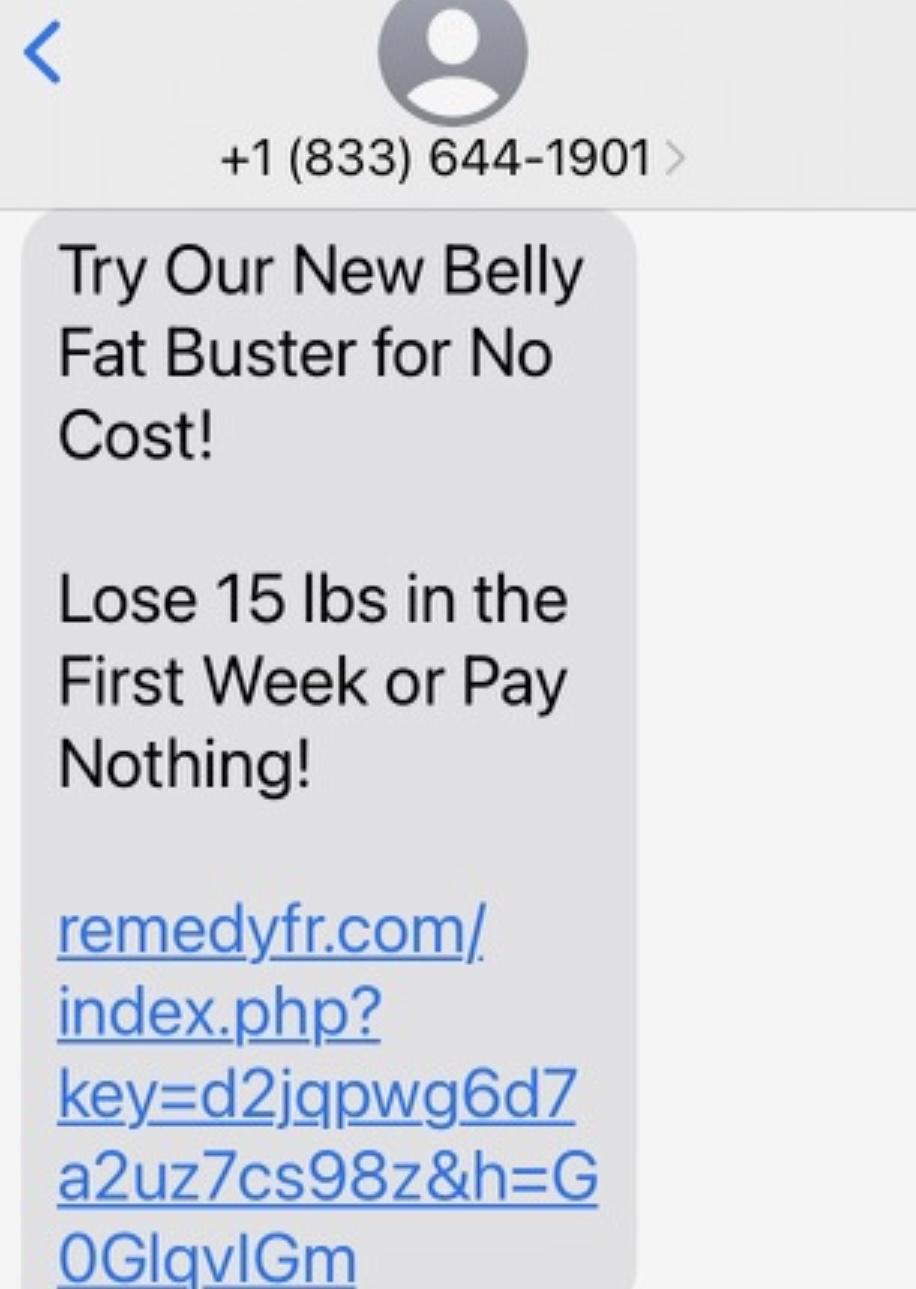 +1 (833) 644-1901
Try Our New Belly
Fat Buster for No
Cost!
Lose 15 lbs in the
First Week or Pay
Nothing!
remedyfr.com/
index.php?
key=d2jqpwg6d7
a2uz7cs98z&h=G
0GlqvlGm